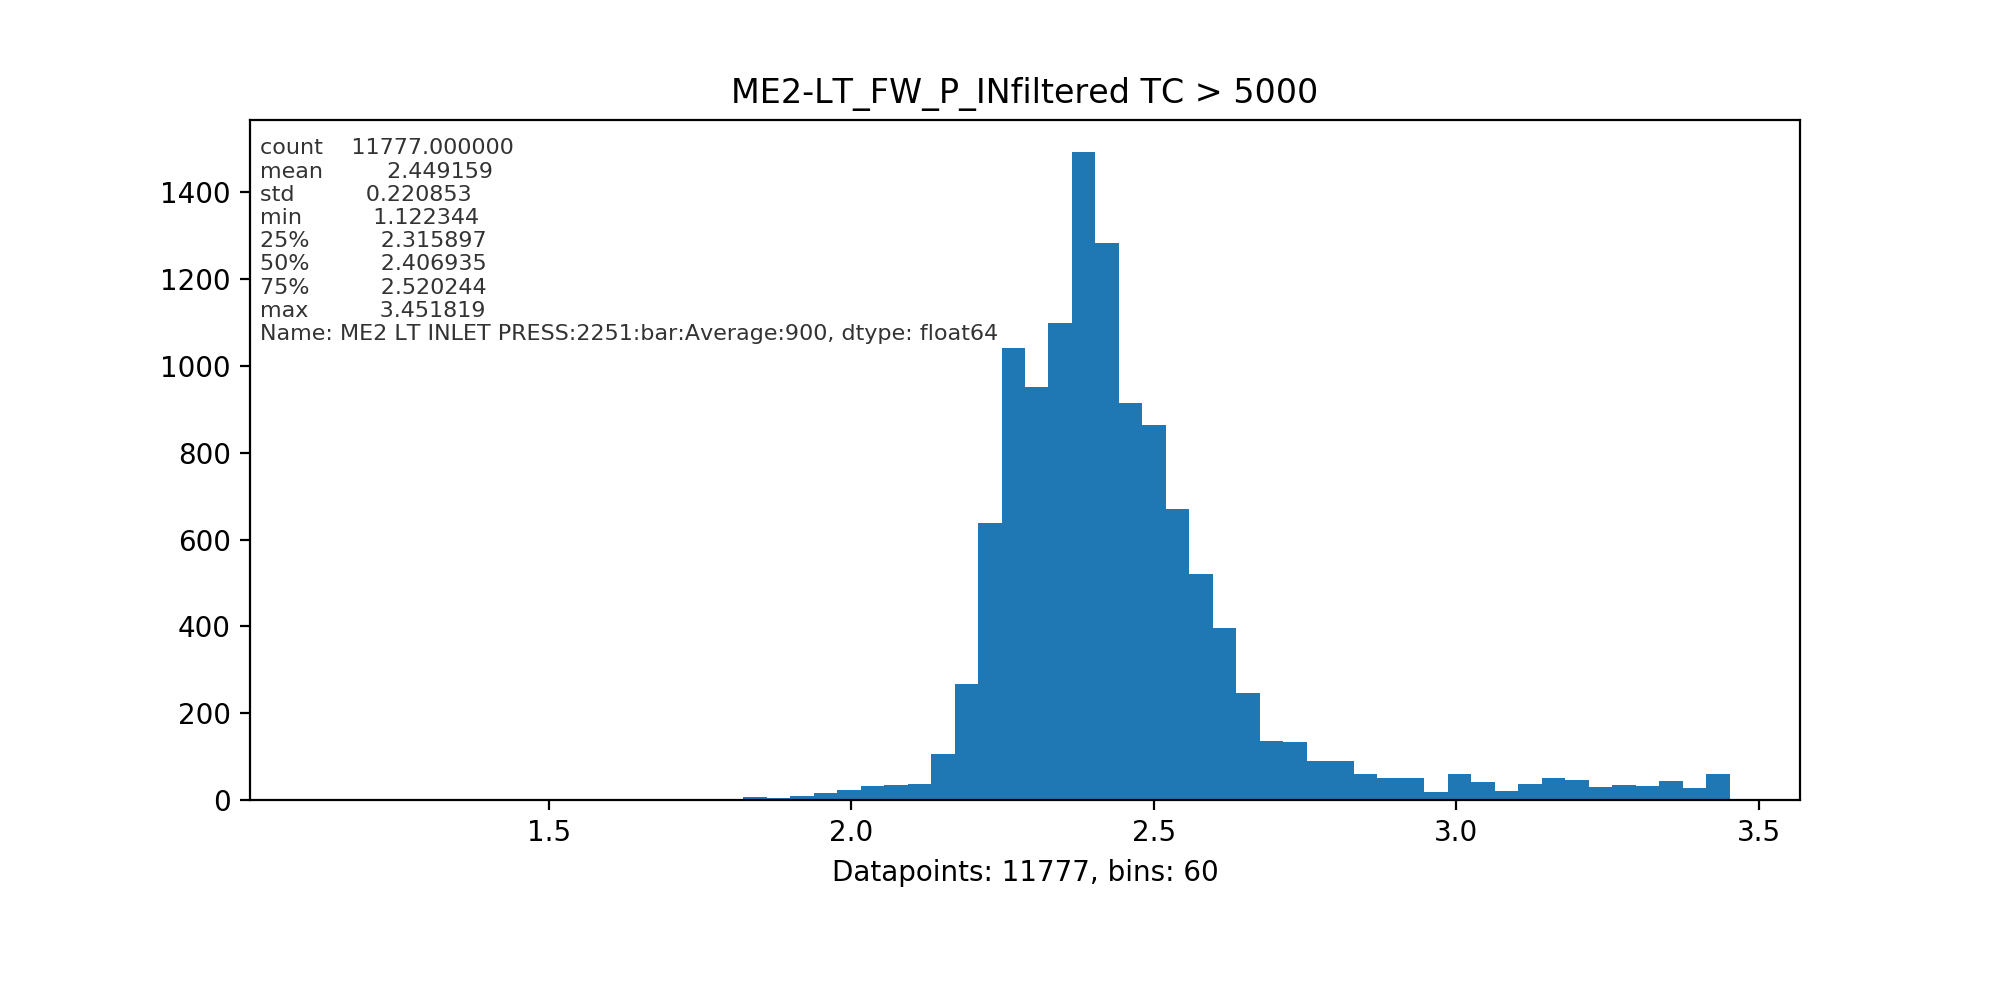 ME2-LT_FW_P_INfiltered TC > 5000
count 11777.000000
mean 2.449159
std 0.220853
min 1.122344
25% 2.315897
50% 2.406935
75% 2.520244
max 3.451819
Name: ME2 LT INLET PRESS:2251:bar:Average:900, dtype: float64
1400
1200
1000
800
600
400
200
0
1.5 2.0 2.5 3.0 3.5
Datapoints: 11777, bins: 60